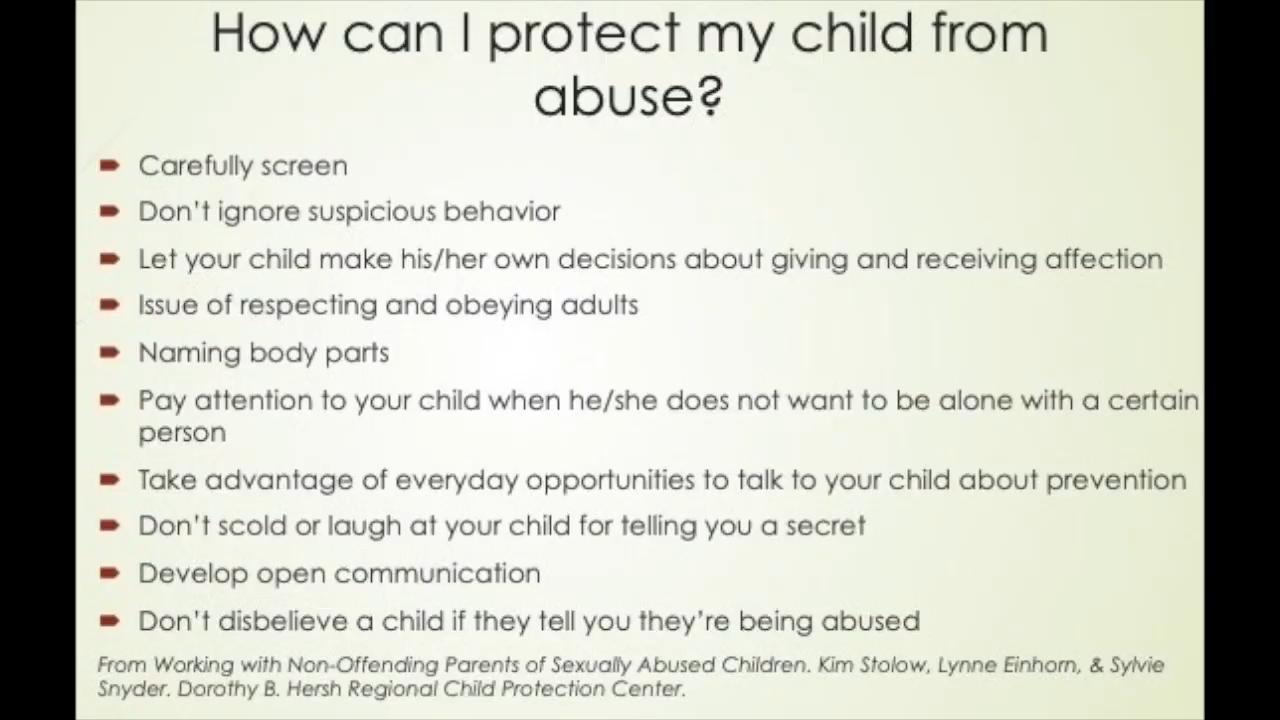 How can I protect my child from
abuse?
Carefully screen
Don't ignore suspicious behavior
Let your child make his/her own decisions about giving and receiving affection
Issue of respecting and obeying adults
Naming body parts
Pay attention to your child when he/she does not want to be alone with a certain
person
Take advantage of everyday opportunities to talk to your child about prevention
Don't scold or laugh at your child for telling you a secret
Develop open communication
Don't disbelieve a child if they tell you they're being abused
From Working with Non-Offending Parents of Sexually Abused Children. Kim Stolow, Lynne Einhorn, & Sylvie
Snyder. Dorothy B. Hersh Regional Child Protection Center.